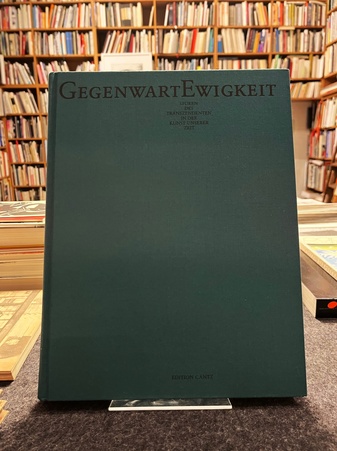 GEGENWARTEWIGKEIT
SPUREN
DES
TRANSZENDENTEN
IN DER
KUNST UNSERER
ZEIT
EDITION CANTZ